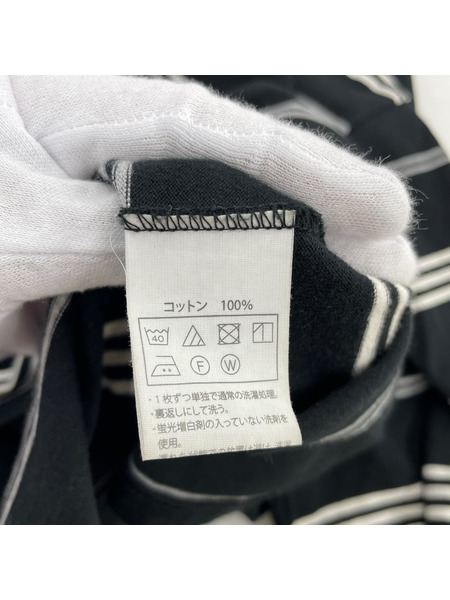 コットン 100%
40
F W
・1枚ずつ単独で通常の洗濯処理。
・裏返しにして洗う。
・蛍光増白剤の入っていない洗剤を
使用。